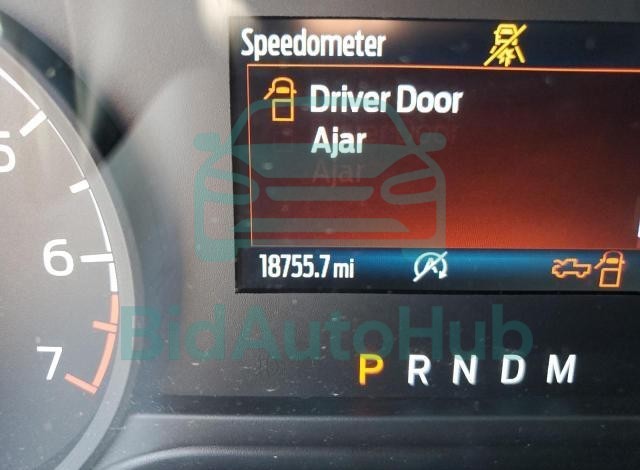 Speedometer
Driver Door
Ajar
18755.7 mi
5
6
7
BidAutoHub
P R N D M